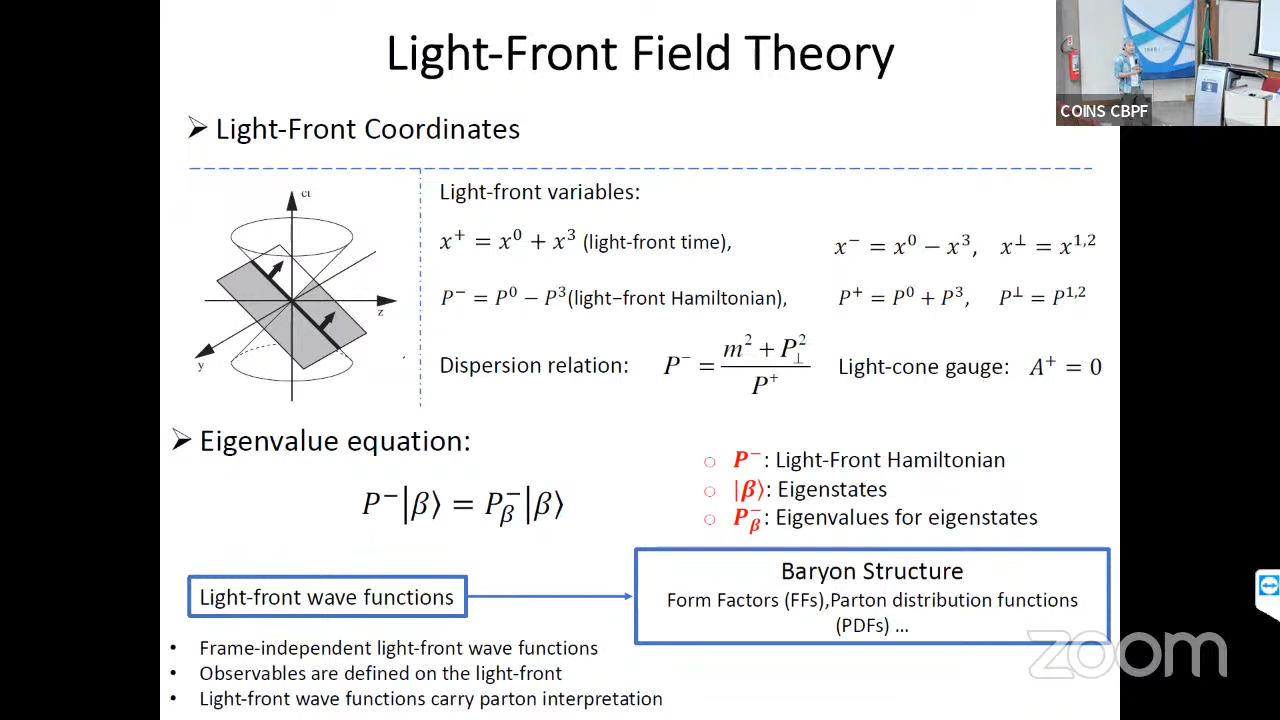 Light-Front Field Theory
COINS CBPF
➤ Light-Front Coordinates
ct
z
y
Light-front variables:
x⁺ = x⁰ + x³ (light-front time), x⁻ = x⁰ − x³, x^⊥ = x^{1,2}
P⁻ = P⁰ − P³(light−front Hamiltonian), P⁺ = P⁰ + P³, P^⊥ = P^{1,2}
Dispersion relation: P⁻ = (m² + P_⊥²) / P⁺ Light-cone gauge: A⁺ = 0
➤ Eigenvalue equation:
P⁻|β⟩ = P_β⁻|β⟩
○ P⁻: Light-Front Hamiltonian
○ |β⟩: Eigenstates
○ P_β⁻: Eigenvalues for eigenstates
Light-front wave functions
Baryon Structure
Form Factors (FFs),Parton distribution functions
(PDFs) ...
• Frame-independent light-front wave functions
• Observables are defined on the light-front
• Light-front wave functions carry parton interpretation
zoom